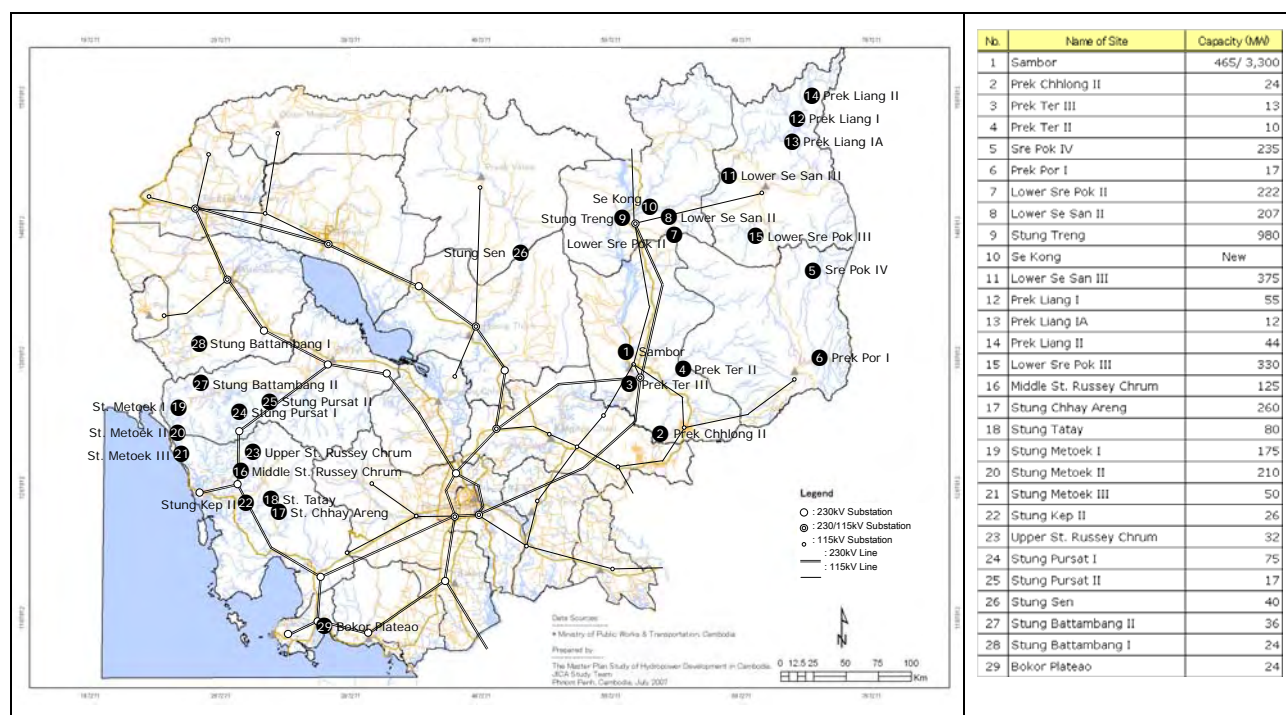 14 Prek Liang II
12 Prek Liang I
13 Prek Liang IA
11 Lower Se San III
Se Kong 10
Stung Treng 9
8 Lower Se San II
7
Lower Sre Pok II
15 Lower Sre Pok III
Stung Sen 26
5 Sre Pok IV
28 Stung Battambang I
1 Sambor
4 Prek Ter II
6 Prek Por I
27 Stung Battambang II
3 Prek Ter III
25 Stung Pursat II
St. Metoek I 19
24 Stung Pursat I
St. Metoek II 20
2 Prek Chhlong II
St. Metoek III 21
23 Upper St. Russey Chrum
16 Middle St. Russey Chrum
Stung Kep II 22
18 St. Tatay
17 St. Chhay Areng
29 Bokor Plateao
Legend
: 230kV Substation
: 230/115kV Substation
: 115kV Substation
: 230kV Line
: 115kV Line
Data Sources
• Ministry of Public Works & Transportation, Cambodia
Prepared by
The Master Plan Study of Hydropower Development in Cambodia,
JICA Study Team
Phnom Penh, Cambodia, July 2007
N
0 12.5 25 50 75 100
Km
No. Name of Site Capacity (MW)
1 Sambor 465/ 3,300
2 Prek Chhlong II 24
3 Prek Ter III 13
4 Prek Ter II 10
5 Sre Pok IV 235
6 Prek Por I 17
7 Lower Sre Pok II 222
8 Lower Se San II 207
9 Stung Treng 980
10 Se Kong New
11 Lower Se San III 375
12 Prek Liang I 55
13 Prek Liang IA 12
14 Prek Liang II 44
15 Lower Sre Pok III 330
16 Middle St. Russey Chrum 125
17 Stung Chhay Areng 260
18 Stung Tatay 80
19 Stung Metoek I 175
20 Stung Metoek II 210
21 Stung Metoek III 50
22 Stung Kep II 26
23 Upper St. Russey Chrum 32
24 Stung Pursat I 75
25 Stung Pursat II 17
26 Stung Sen 40
27 Stung Battambang II 36
28 Stung Battambang I 24
29 Bokor Plateao 24